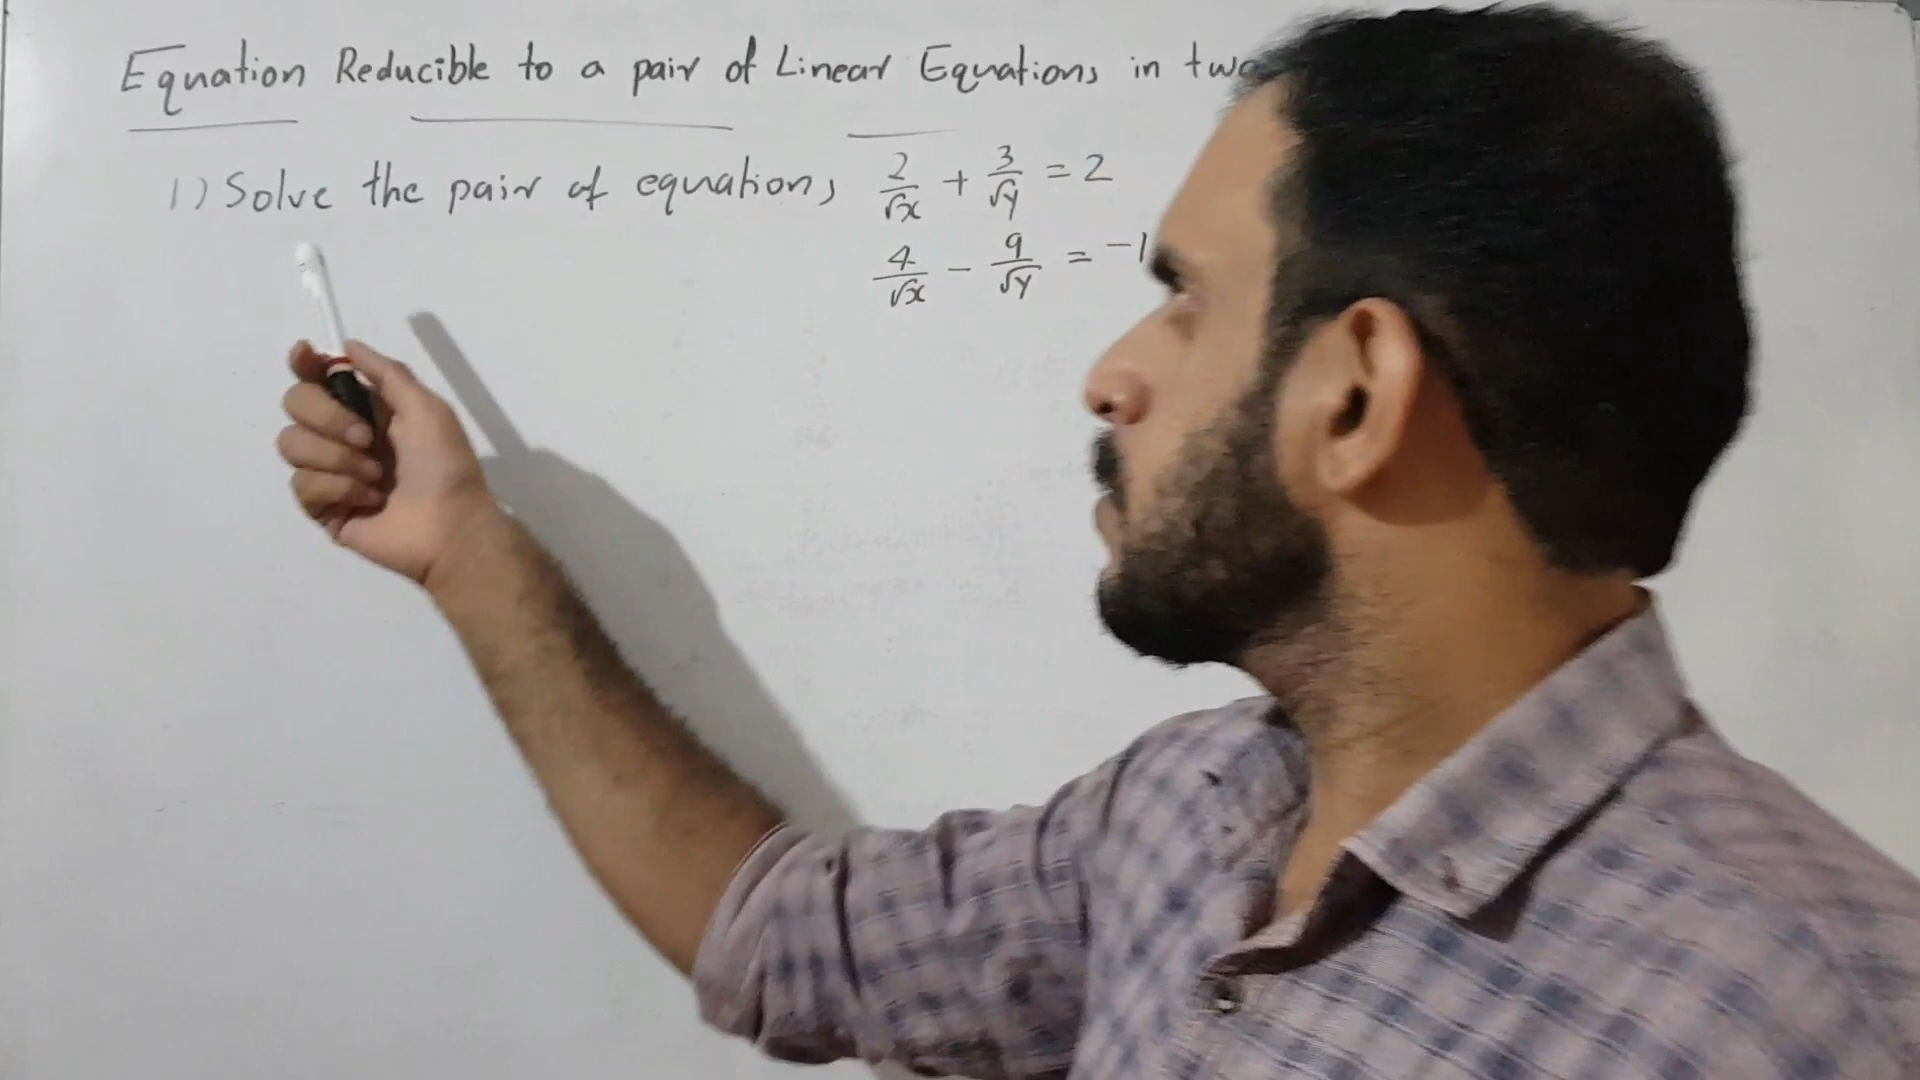 Equation Reducible to a pair of Linear Equations in two
1) Solve the pair of equations 2/√x + 3/√y = 2
4/√x - 9/√y = -1